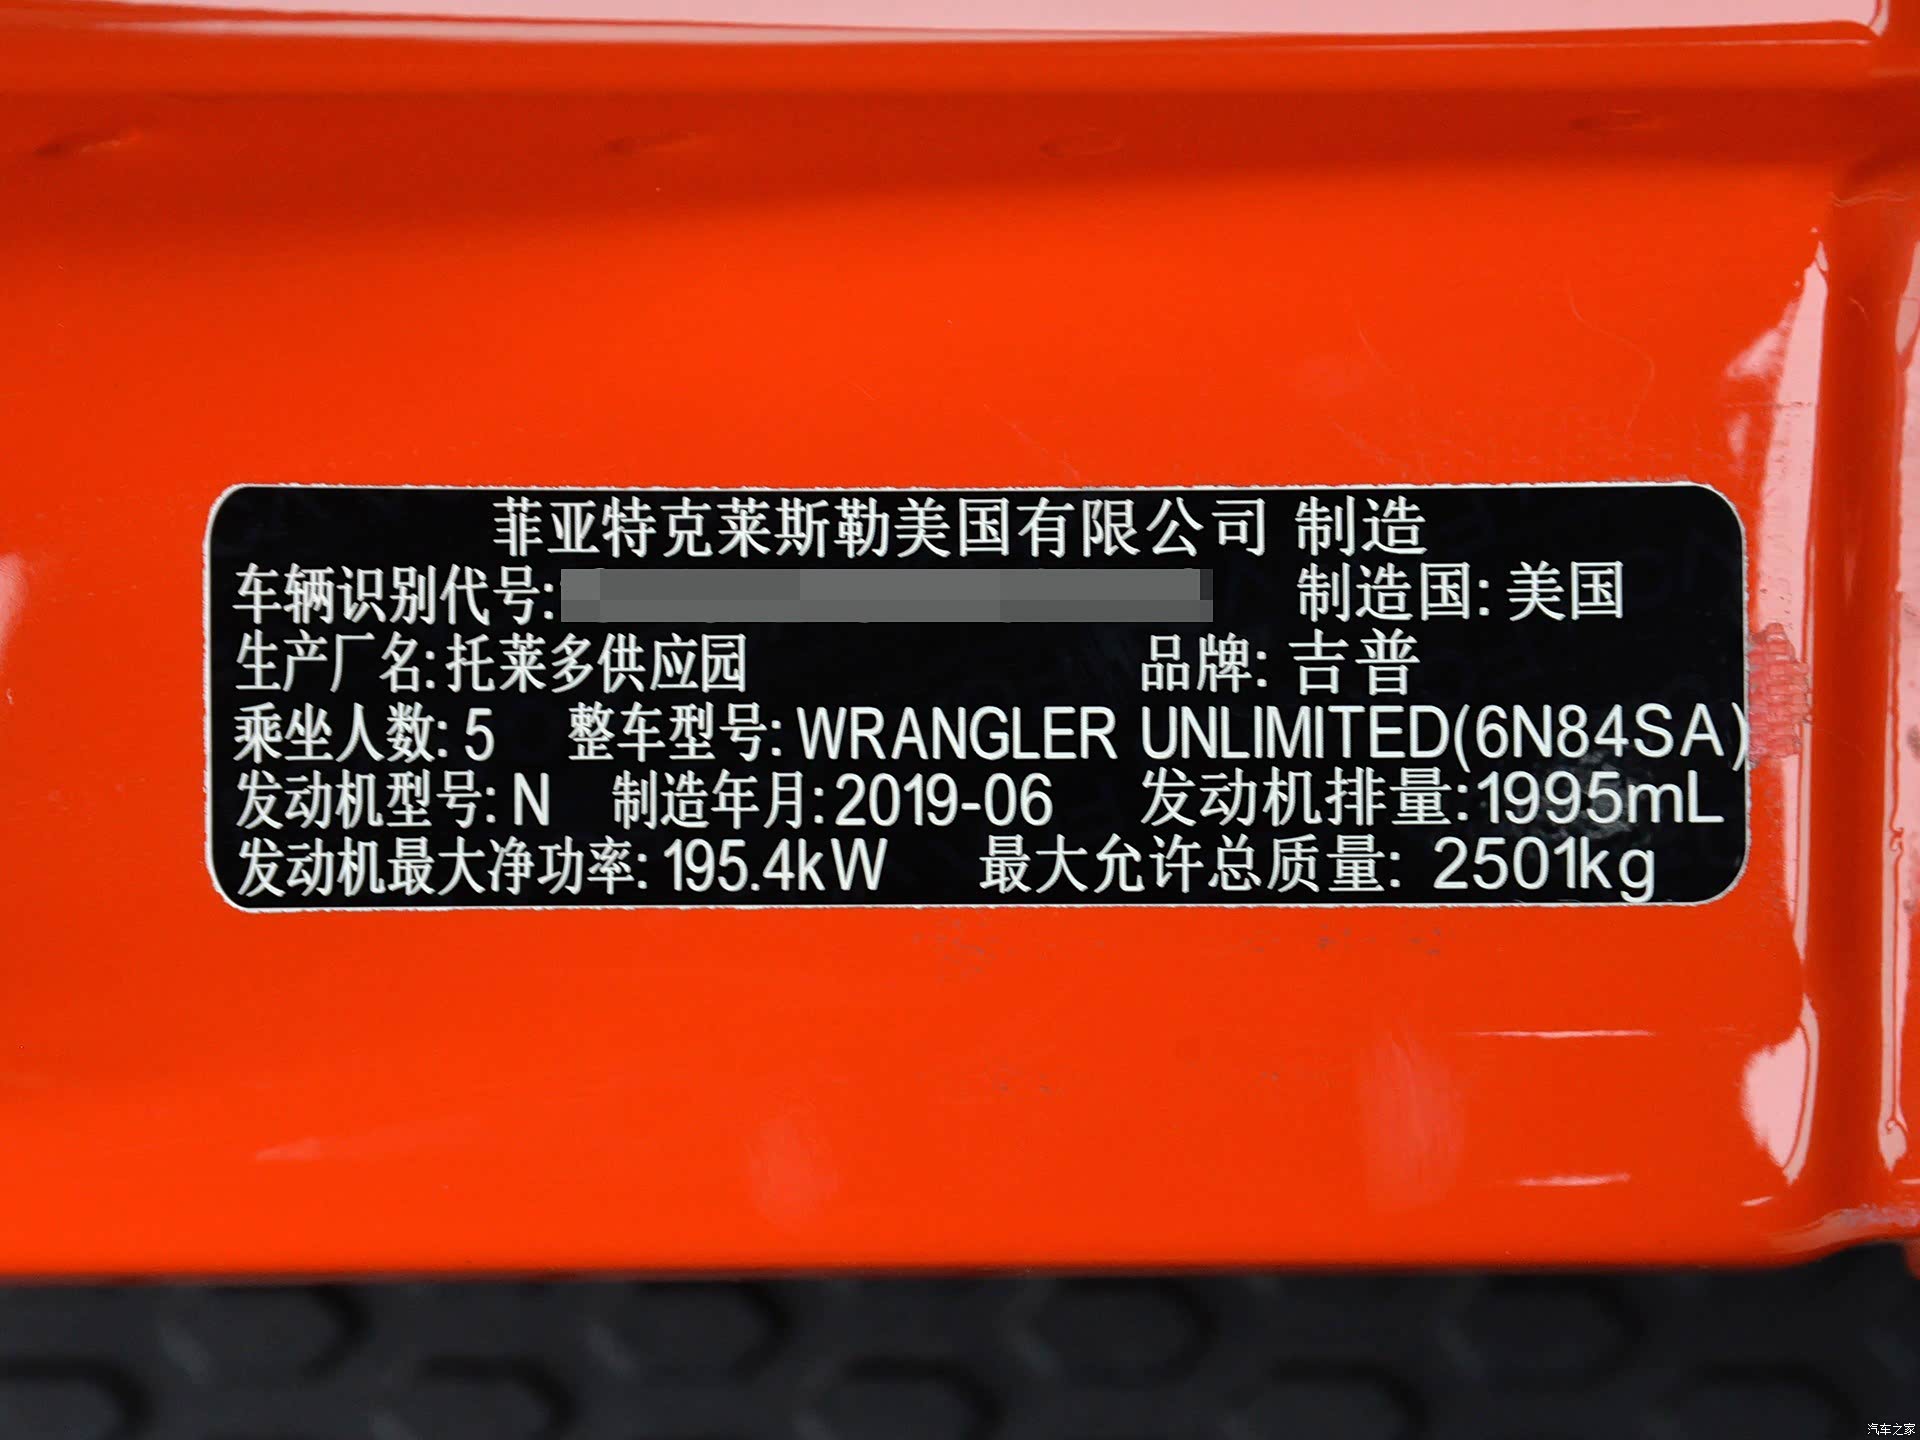 菲亚特克莱斯勒美国有限公司 制造
车辆识别代号: 制造国: 美国
生产厂名: 托莱多供应园 品牌: 吉普
乘坐人数: 5 整车型号: WRANGLER UNLIMITED(6N84SA)
发动机型号: N 制造年月: 2019-06 发动机排量: 1995mL
发动机最大净功率: 195.4kW 最大允许总质量: 2501kg
汽车之家